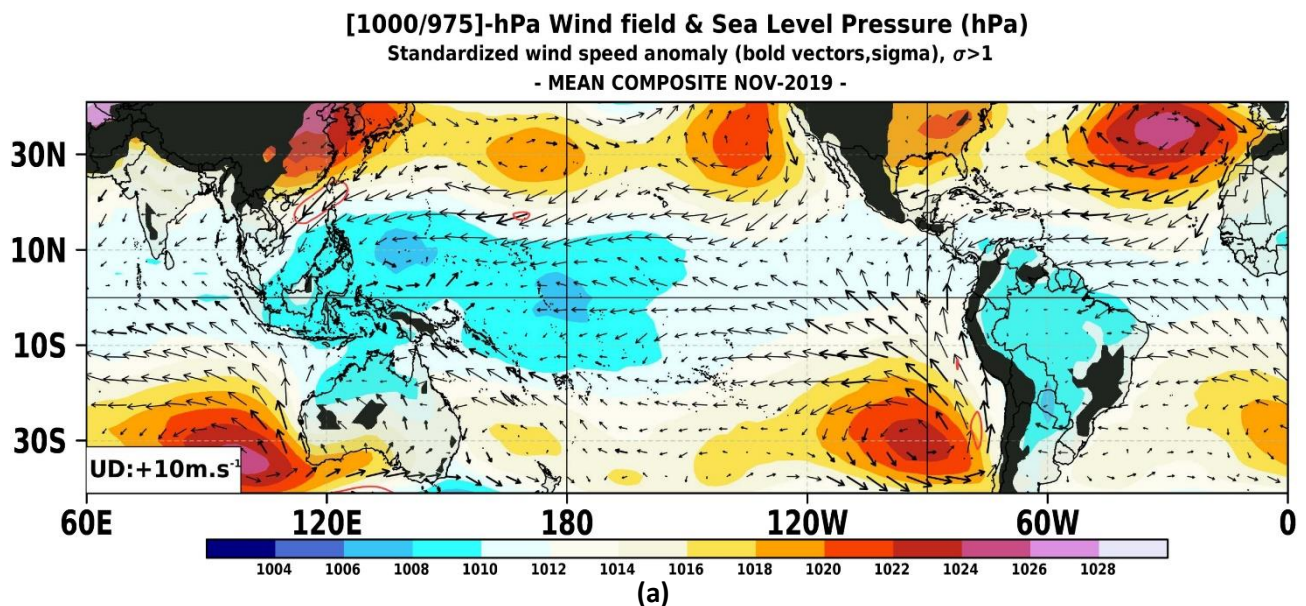 [1000/975]-hPa Wind field & Sea Level Pressure (hPa)
Standardized wind speed anomaly (bold vectors,sigma), σ>1
- MEAN COMPOSITE NOV-2019 -
30N
10N
10S
30S
UD:+10m.s⁻¹
60E 120E 180 120W 60W 0
1004 1006 1008 1010 1012 1014 1016 1018 1020 1022 1024 1026 1028
(a)